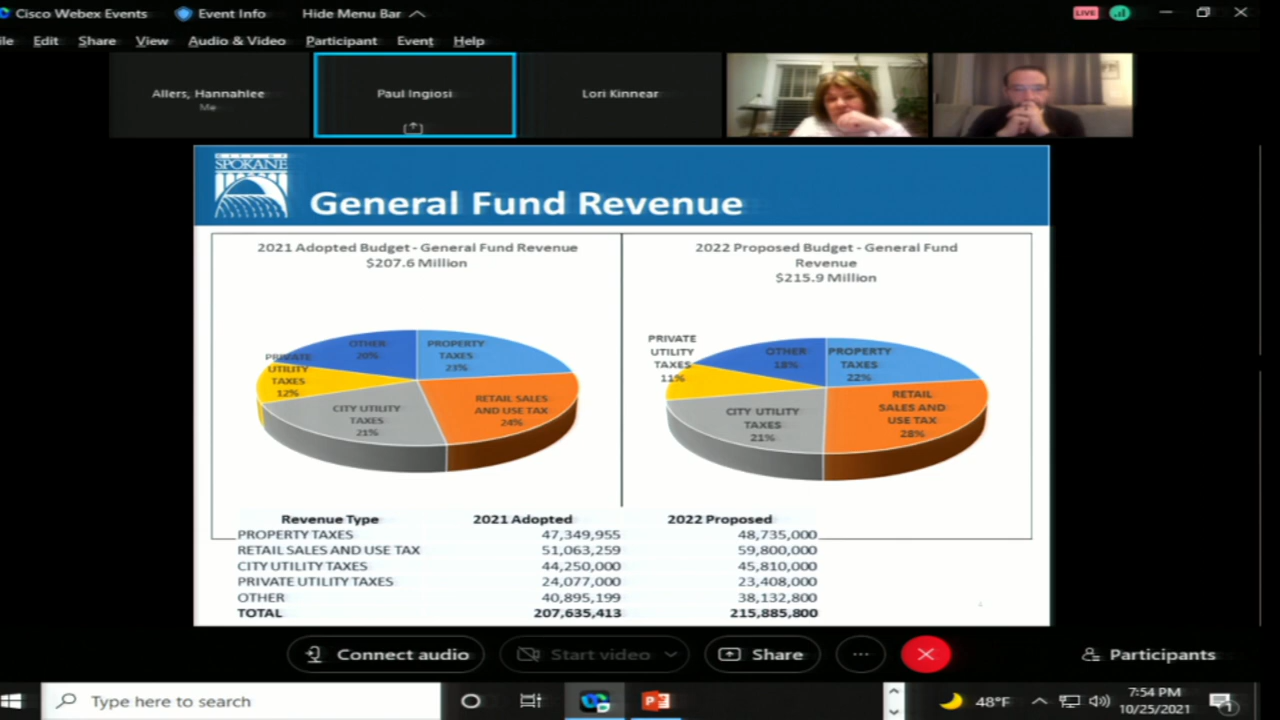 Cisco Webex Events Event Info Hide Menu Bar LIVE
ile Edit Share View Audio & Video Participant Event Help
Allers, Hannahlee
Me
Paul Ingiosi
Lori Kinnear
CITY OF
SPOKANE
General Fund Revenue
2021 Adopted Budget - General Fund Revenue
$207.6 Million
OTHER
20%
PROPERTY
TAXES
23%
PRIVATE
UTILITY
TAXES
12%
RETAIL SALES
AND USE TAX
24%
CITY UTILITY
TAXES
21%
2022 Proposed Budget - General Fund
Revenue
$215.9 Million
PRIVATE
UTILITY
TAXES
11%
OTHER
18%
PROPERTY
TAXES
22%
RETAIL
SALES AND
USE TAX
28%
CITY UTILITY
TAXES
21%
Revenue Type 2021 Adopted 2022 Proposed
PROPERTY TAXES 47,349,955 48,735,000
RETAIL SALES AND USE TAX 51,063,259 59,800,000
CITY UTILITY TAXES 44,250,000 45,810,000
PRIVATE UTILITY TAXES 24,077,000 23,408,000
OTHER 40,895,199 38,132,800
TOTAL 207,635,413 215,885,800
Connect audio Start video Share Participants
Type here to search 48°F 7:54 PM
10/25/2021 1